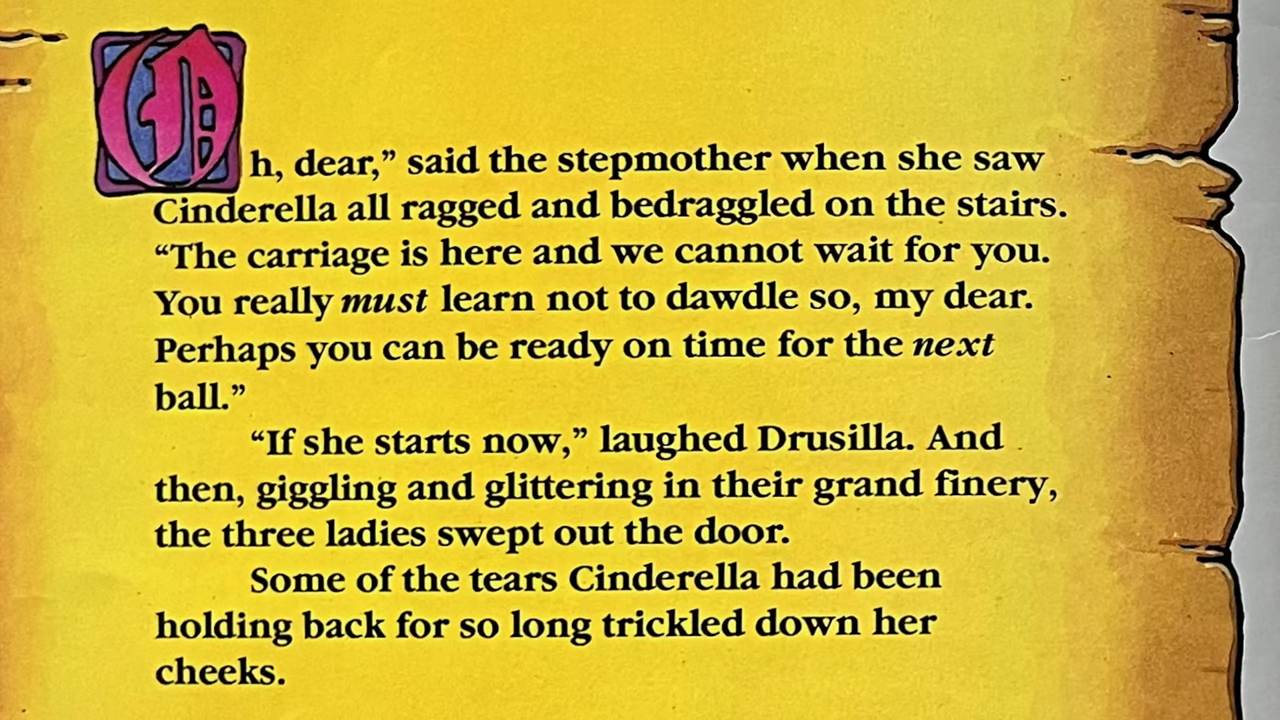 Oh, dear,” said the stepmother when she saw
Cinderella all ragged and bedraggled on the stairs.
“The carriage is here and we cannot wait for you.
You really must learn not to dawdle so, my dear.
Perhaps you can be ready on time for the next
ball.”
“If she starts now,” laughed Drusilla. And
then, giggling and glittering in their grand finery,
the three ladies swept out the door.
Some of the tears Cinderella had been
holding back for so long trickled down her
cheeks.